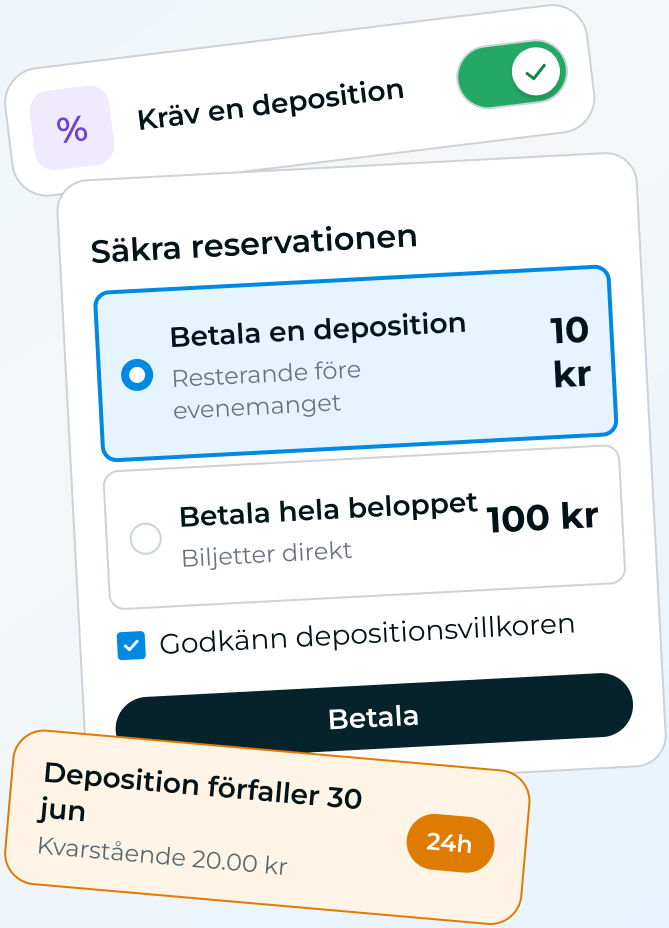 %
Kräv en deposition
Säkra reservationen
Betala en deposition
10
kr
Resterande före
evenemanget
Betala hela beloppet
100 kr
Biljetter direkt
Godkänn depositionsvillkoren
Betala
Deposition förfaller 30
jun
Kvarstående 20.00 kr
24h